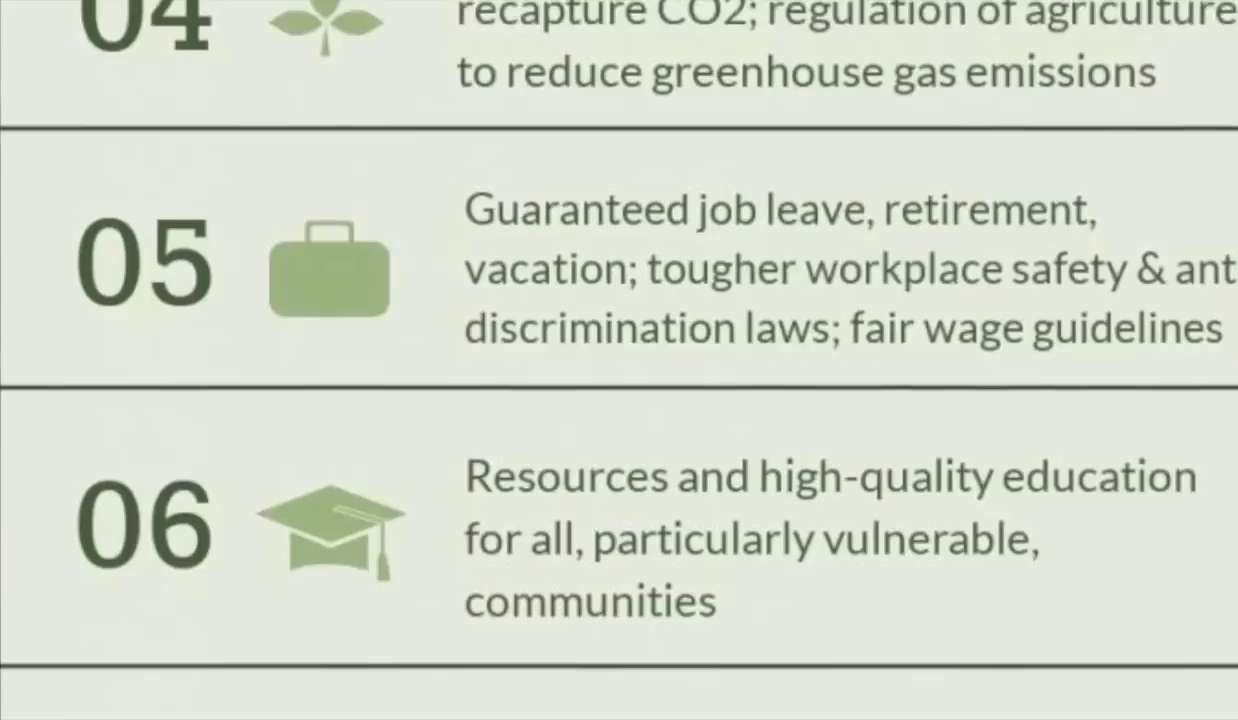 04
recapture CO2; regulation of agriculture
to reduce greenhouse gas emissions
05
Guaranteed job leave, retirement,
vacation; tougher workplace safety & ant
discrimination laws; fair wage guidelines
06
Resources and high-quality education
for all, particularly vulnerable,
communities